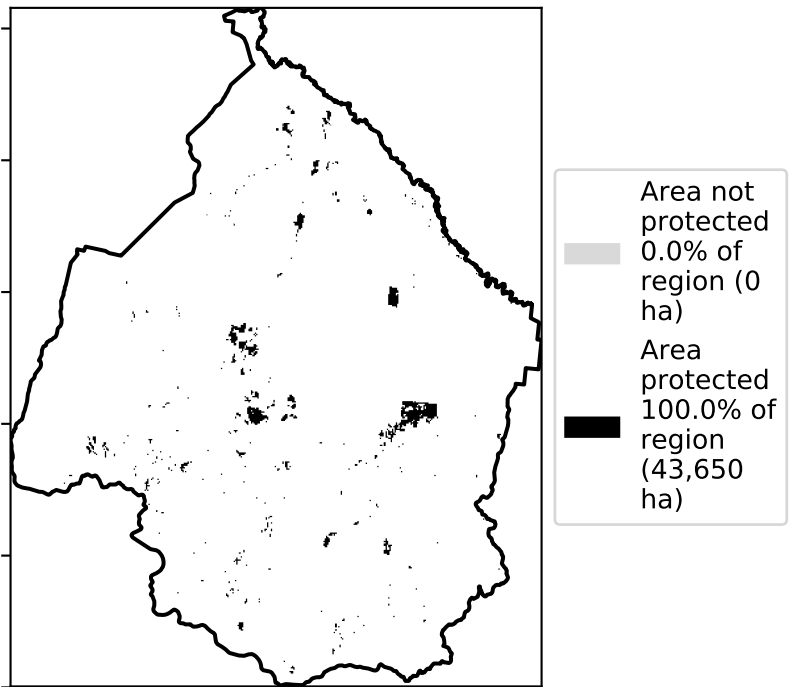 Area not
protected
0.0% of
region (0
ha)
Area
protected
100.0% of
region
(43,650
ha)